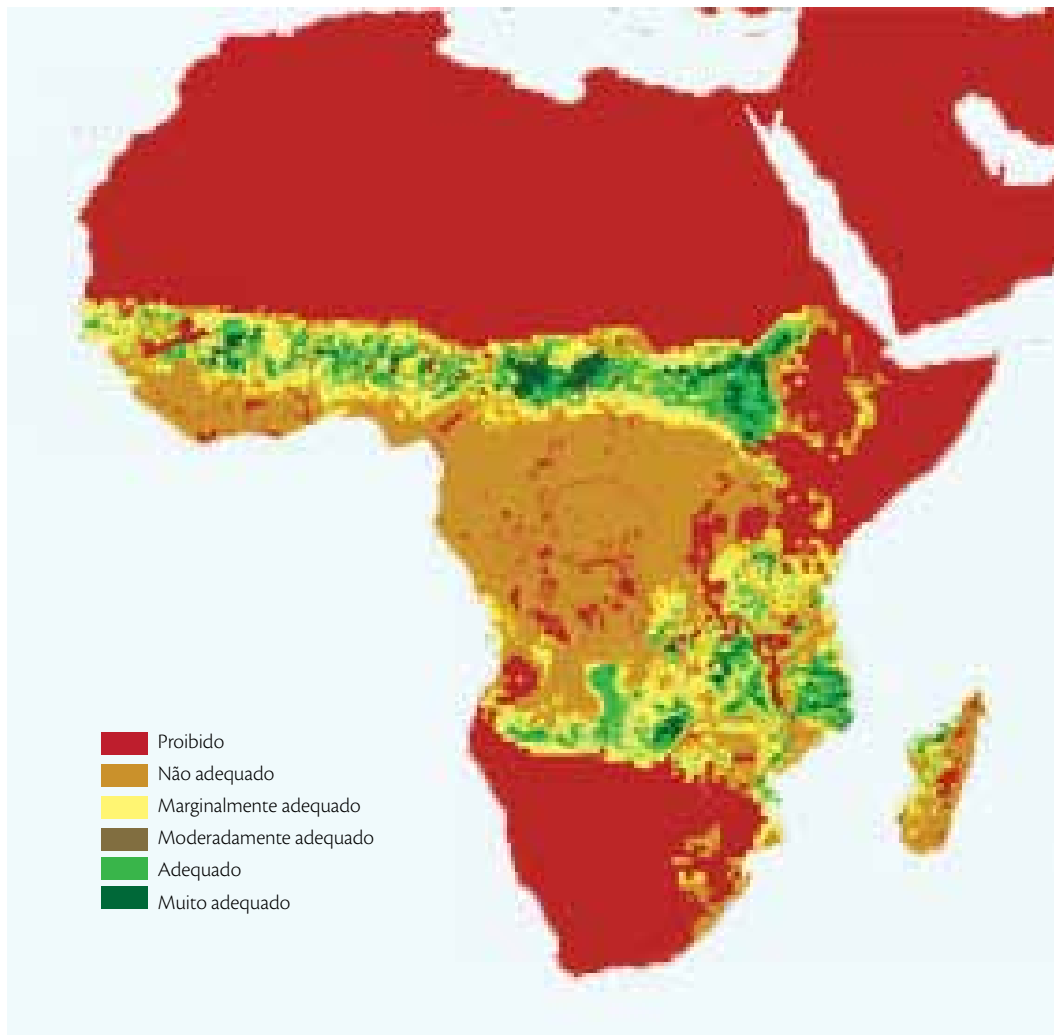 Proibido
Não adequado
Marginalmente adequado
Moderadamente adequado
Adequado
Muito adequado